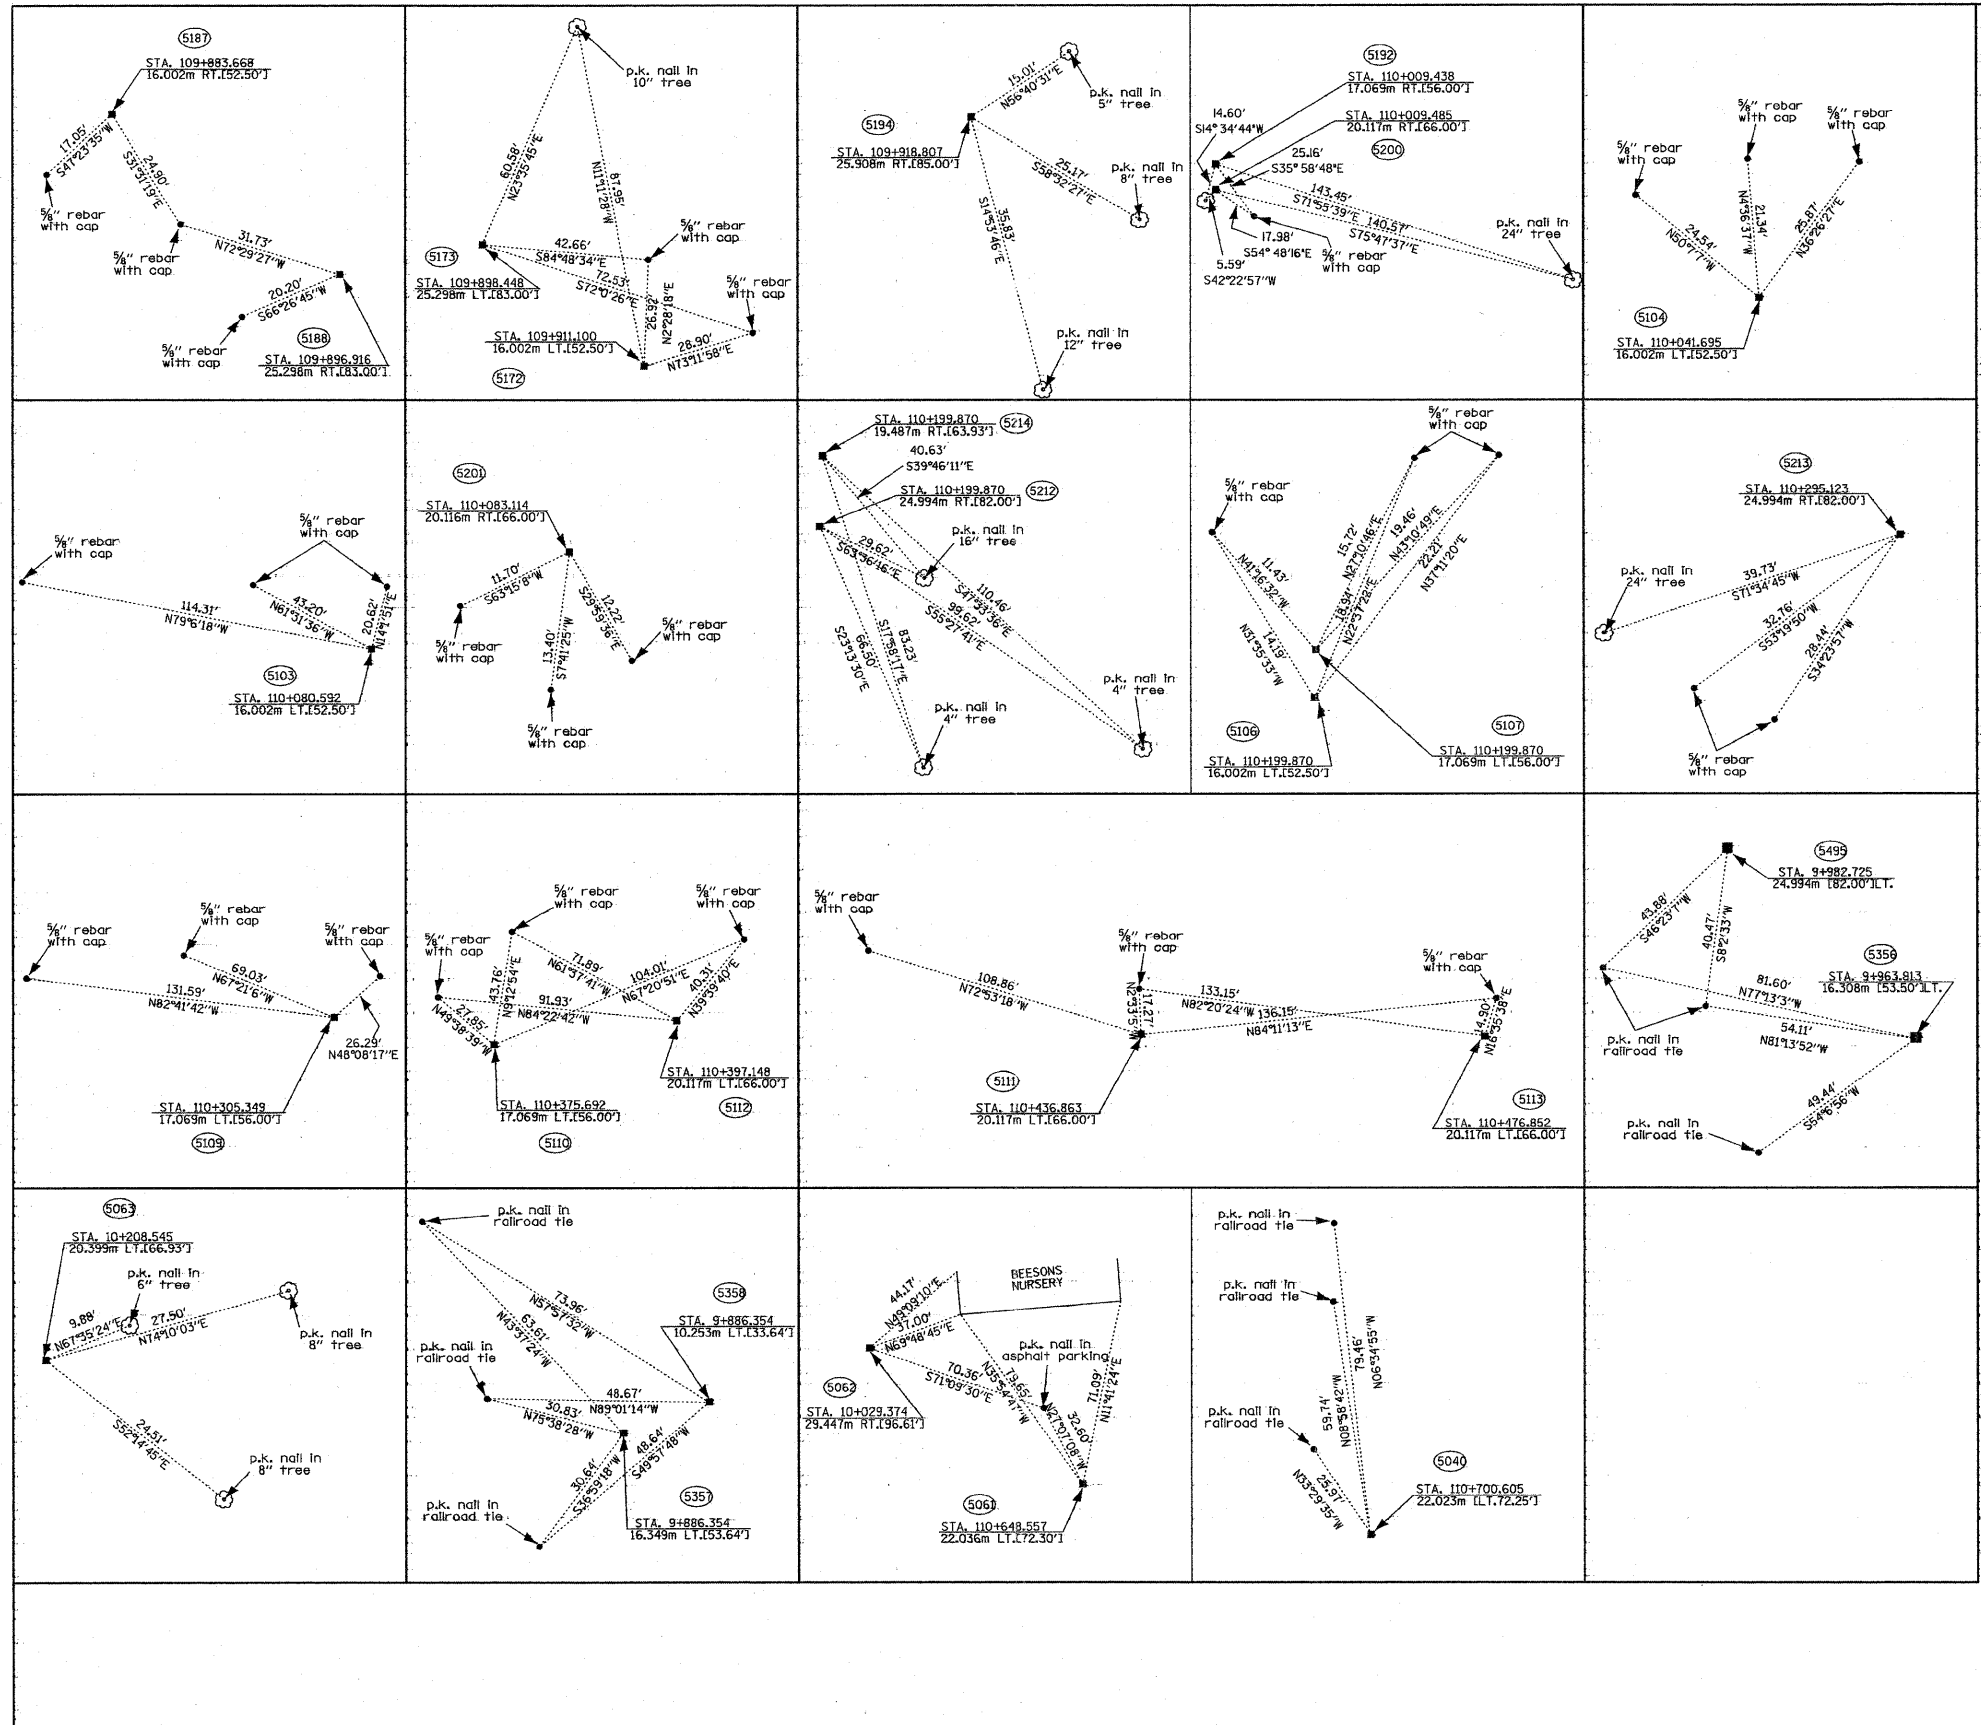 5187
STA. 109+883.668
16.002m RT.[52.50']
17.05'
S47°23'35"W
24.90'
S31°31'19"E
5/8" rebar
with cap
5/8" rebar
with cap
31.73'
N72°29'27"W
20.20'
S66°26'45"W
5/8" rebar
with cap
5188
STA. 109+896.916
25.298m RT.[83.00']
p.k. nail in
10" tree
60.58'
N23°35'45"E
87.95'
N11°11'28"W
5173
STA. 109+898.448
25.298m LT.[83.00']
42.66'
S84°48'34"E
72.53'
S72°0'26"E
5/8" rebar
with cap
5/8" rebar
with cap
26.92'
N2°28'18"E
28.90'
N73°11'58"E
STA. 109+911.100
16.002m LT.[52.50']
5172
15.01'
N56°40'31"E
p.k. nail in
5" tree
5194
STA. 109+918.807
25.908m RT.[85.00']
25.17'
S58°32'27"E
p.k. nail in
8" tree
35.83'
S14°53'46"E
p.k. nail in
12" tree
5192
STA. 110+009.438
17.069m RT.[56.00']
STA. 110+009.485
20.117m RT.[66.00']
5200
14.60'
S14°34'44"W
25.16'
S35°58'48"E
143.45'
S71°55'39"E
140.57'
S75°47'37"E
p.k. nail in
24" tree
17.98'
S54°48'16"E
5/8" rebar
with cap
5.59'
S42°22'57"W
5/8" rebar
with cap
5/8" rebar
with cap
5/8" rebar
with cap
24.54'
N50°7'7"W
21.34'
N4°36'37"W
25.87'
N36°26'27"E
5104
STA. 110+041.695
16.002m LT.[52.50']
5/8" rebar
with cap
5/8" rebar
with cap
114.31'
N79°6'18"W
43.20'
N61°31'36"W
20.62'
N14°1'51"E
5103
STA. 110+080.592
16.002m LT.[52.50']
5201
STA. 110+083.114
20.116m RT.[66.00']
11.70'
S63°15'8"W
12.22'
S29°59'36"E
13.40'
S7°41'25"W
5/8" rebar
with cap
5/8" rebar
with cap
5/8" rebar
with cap
STA. 110+199.870
19.487m RT.[63.93']
5214
40.63'
S39°46'11"E
STA. 110+199.870
24.994m RT.[82.00']
5212
29.62'
S63°36'16"E
p.k. nail in
16" tree
110.46'
S47°33'36"E
99.62'
S55°27'41"E
83.23'
S17°58'17"E
66.50'
S23°13'30"E
p.k. nail in
4" tree
p.k. nail in
4" tree
5/8" rebar
with cap
5/8" rebar
with cap
11.43'
N41°16'32"W
14.19'
N31°35'33"W
15.72'
N27°10'46"E
18.94'
N22°37'22"E
19.46'
N43°10'49"E
22.21'
N37°11'20"E
5106
STA. 110+199.870
16.002m LT.[52.50']
5107
STA. 110+199.870
17.069m LT.[56.00']
5213
STA. 110+295.123
24.994m RT.[82.00']
p.k. nail in
24" tree
39.73'
S71°34'45"W
32.76'
S53°19'50"W
28.44'
S34°23'57"W
5/8" rebar
with cap
5/8" rebar
with cap
5/8" rebar
with cap
5/8" rebar
with cap
69.03'
N67°21'6"W
131.59'
N82°41'42"W
26.29'
N48°08'17"E
STA. 110+305.349
17.069m LT.[56.00']
5109
5/8" rebar
with cap
5/8" rebar
with cap
5/8" rebar
with cap
43.76'
N9°12'54"E
71.89'
N61°37'41"W
104.01'
N67°20'51"E
40.31'
N39°39'40"E
91.93'
N84°22'42"W
27.85'
N49°38'39"W
STA. 110+397.148
20.117m LT.[66.00']
5112
STA. 110+375.692
17.069m LT.[56.00']
5110
5/8" rebar
with cap
108.86'
N72°53'18"W
5/8" rebar
with cap
17.27'
133.15'
N82°20'24"W
136.15'
N84°11'13"E
5/8" rebar
with cap
14.90'
N16°35'38"E
5111
STA. 110+436.863
20.117m LT.[66.00']
5113
STA. 110+476.852
20.117m LT.[66.00']
5495
STA. 9+982.725
24.994m [82.00']LT.
43.88'
S46°23'7"W
40.47'
S8°2'33"W
5356
STA. 9+963.913
16.308m [53.50']LT.
81.60'
N77°13'3"W
54.11'
N81°13'52"W
p.k. nail in
railroad tie
49.44'
S54°6'56"W
p.k. nail in
railroad tie
5063
STA. 10+208.545
20.399m LT.[66.93']
p.k. nail in
6" tree
9.88'
N67°35'24"E
27.50'
N74°10'03"E
p.k. nail in
8" tree
24.51'
S52°14'45"E
p.k. nail in
8" tree
p.k. nail in
railroad tie
73.96'
N57°57'32"W
63.61'
N43°37'24"W
5358
STA. 9+886.354
10.253m LT.[33.64']
p.k. nail in
railroad tie
48.67'
N89°01'14"W
30.83'
N75°38'28"W
48.64'
S49°57'48"W
30.64'
S36°59'18"W
p.k. nail in
railroad tie
5357
STA. 9+886.354
16.349m LT.[53.64']
BEESONS
NURSERY
44.17'
N49°09'10"E
37.00'
N69°48'45"E
p.k. nail in
asphalt parking
70.36'
S71°09'30"E
79.65'
N35°54'47"W
32.60'
N27°07'08"W
71.09'
N11°41'24"E
5062
STA. 10+029.374
29.447m RT.[96.61']
5061
STA. 110+648.557
22.036m LT.[72.30']
p.k. nail in
railroad tie
p.k. nail in
railroad tie
p.k. nail in
railroad tie
79.46'
N06°34'55"W
59.74'
N08°58'42"W
25.97'
N33°29'35"W
5040
STA. 110+700.605
22.023m [LT.72.25']